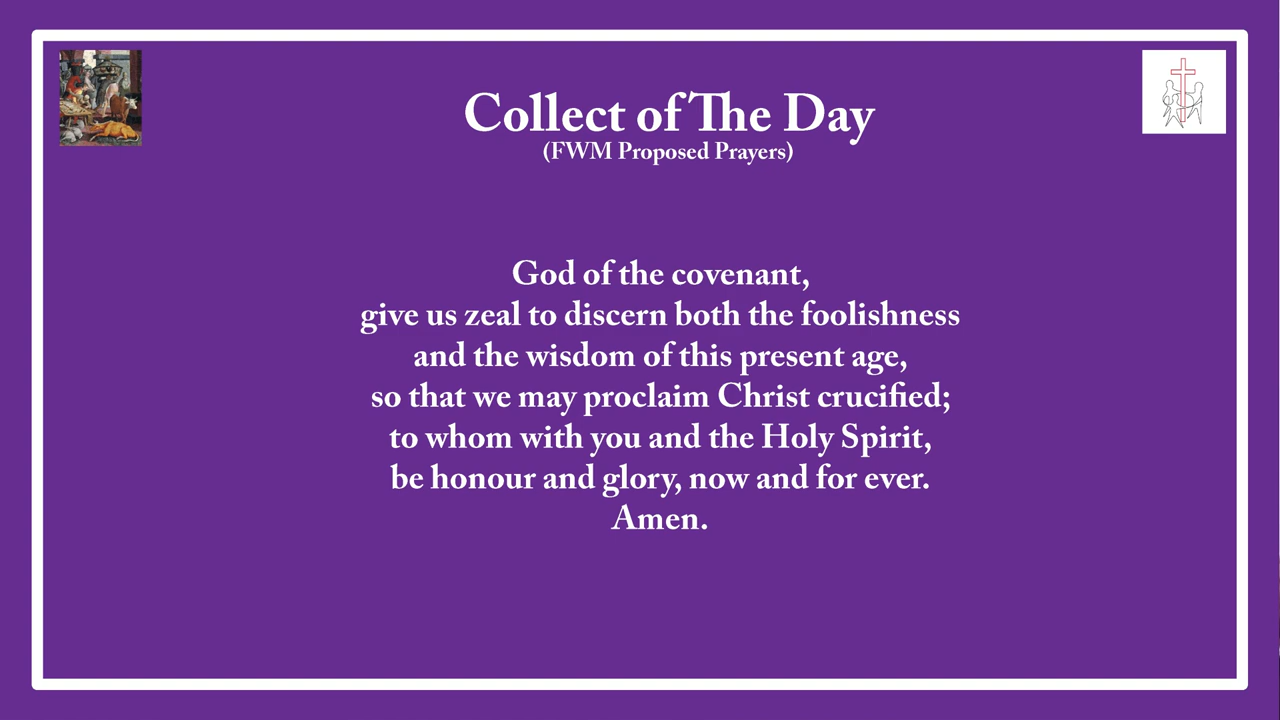 Collect of The Day
(FWM Proposed Prayers)
God of the covenant,
give us zeal to discern both the foolishness
and the wisdom of this present age,
so that we may proclaim Christ crucified;
to whom with you and the Holy Spirit,
be honour and glory, now and for ever.
Amen.